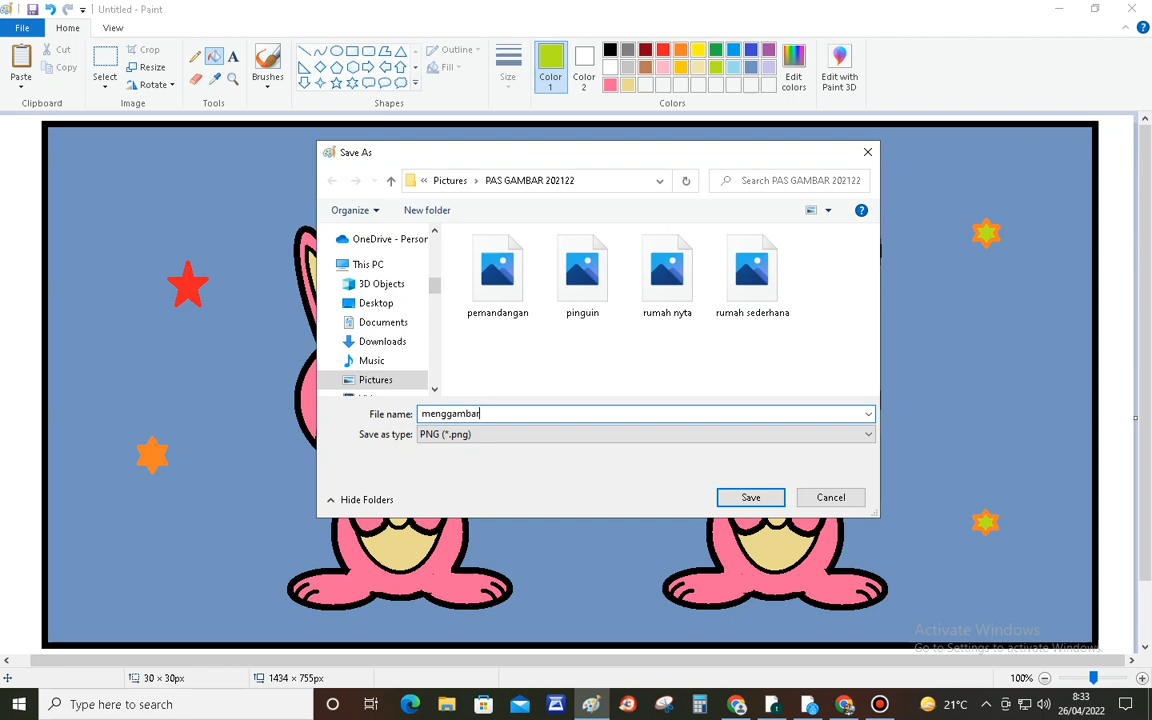 Untitled - Paint
File
Home
View
Paste
Cut
Copy
Clipboard
Select
Crop
Resize
Rotate
Image
Tools
Brushes
Shapes
Outline
Fill
Size
Color 1
Color 2
Edit colors
Colors
Edit with Paint 3D
Save As
« Pictures > PAS GAMBAR 202122
Search PAS GAMBAR 202122
Organize
New folder
OneDrive - Person
This PC
3D Objects
Desktop
Documents
Downloads
Music
Pictures
pemandangan
pinguin
rumah nyta
rumah sederhana
File name: menggambar
Save as type: PNG (*.png)
Hide Folders
Save
Cancel
Activate Windows
Go to Settings to activate Windows.
30 × 30px
1434 × 755px
100%
Type here to search
21°C
8:33
26/04/2022